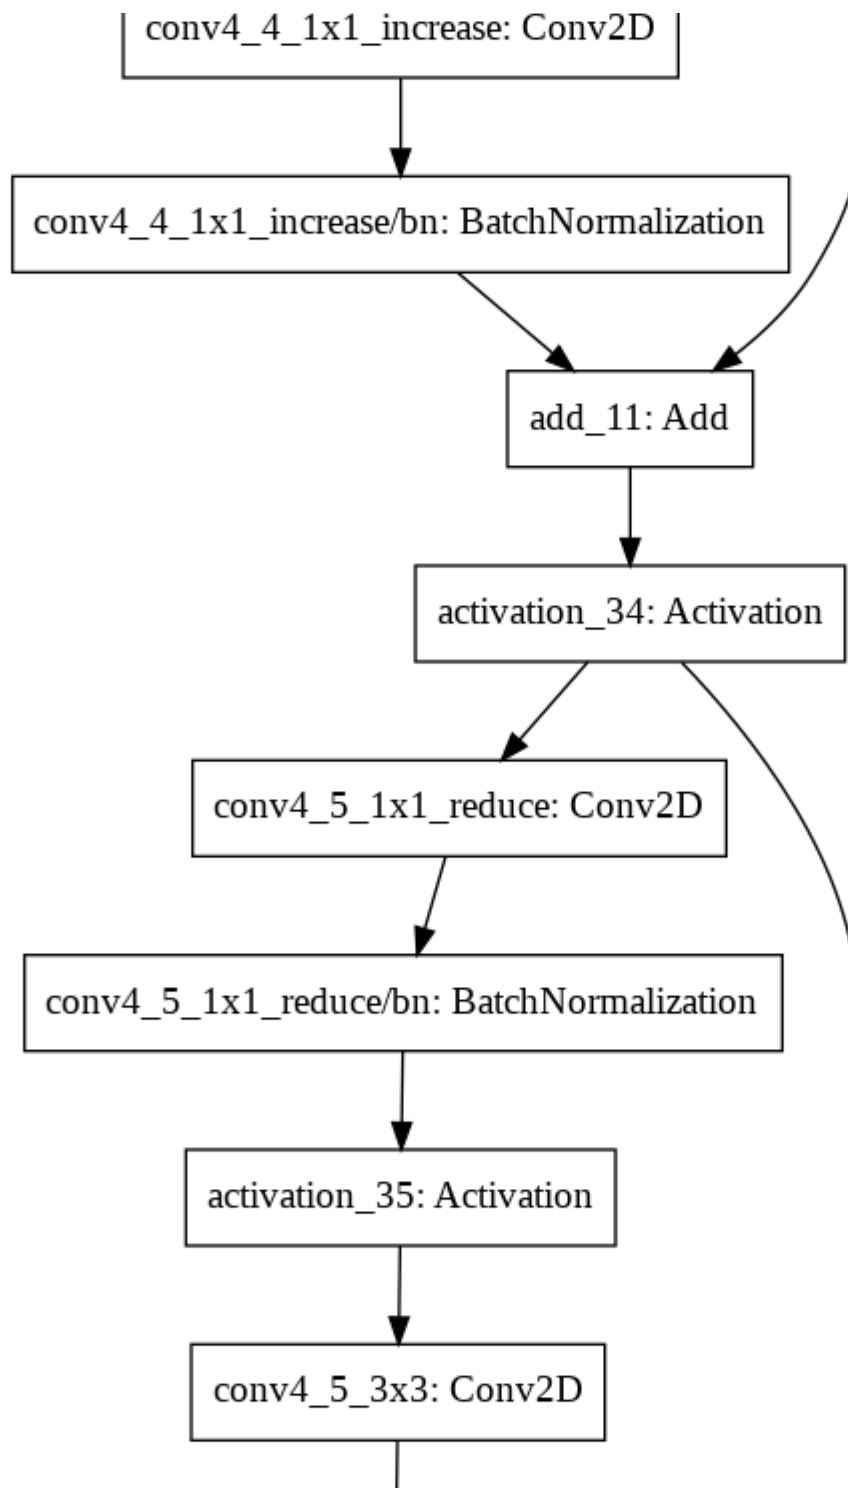 conv4_4_1x1_increase: Conv2D
conv4_4_1x1_increase/bn: BatchNormalization
add_11: Add
activation_34: Activation
conv4_5_1x1_reduce: Conv2D
conv4_5_1x1_reduce/bn: BatchNormalization
activation_35: Activation
conv4_5_3x3: Conv2D